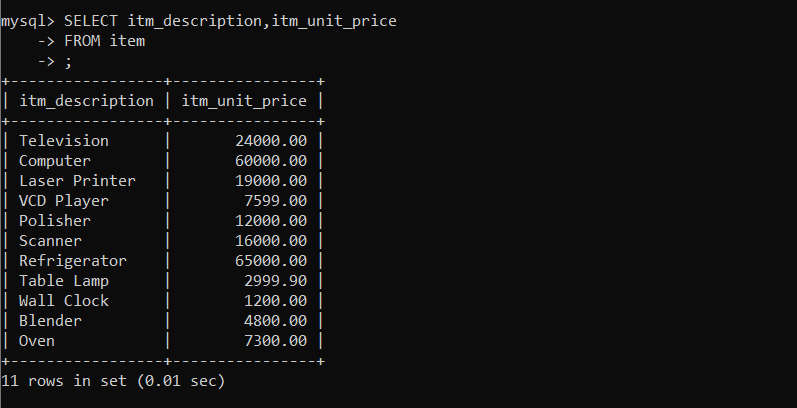 mysql> SELECT itm_description,itm_unit_price
    -> FROM item
    -> ;
+-----------------+----------------+
| itm_description | itm_unit_price |
+-----------------+----------------+
| Television      |       24000.00 |
| Computer        |       60000.00 |
| Laser Printer   |       19000.00 |
| VCD Player      |        7599.00 |
| Polisher        |       12000.00 |
| Scanner         |       16000.00 |
| Refrigerator    |       65000.00 |
| Table Lamp      |        2999.90 |
| Wall Clock      |        1200.00 |
| Blender         |        4800.00 |
| Oven            |        7300.00 |
+-----------------+----------------+
11 rows in set (0.01 sec)